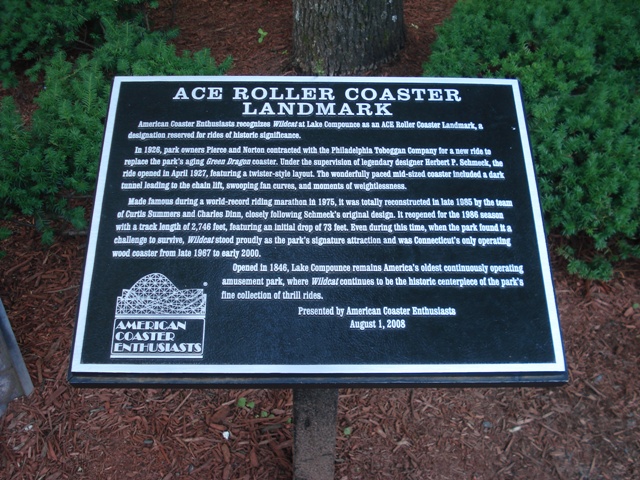 ACE ROLLER COASTER
LANDMARK
American Coaster Enthusiasts recognizes Wildcat at Lake Compounce as an ACE Roller Coaster Landmark, a
designation reserved for rides of historic significance.
In 1926, park owners Pierce and Norton contracted with the Philadelphia Toboggan Company for a new ride to
replace the park's aging Green Dragon coaster. Under the supervision of legendary designer Herbert P. Schmeck, the
ride opened in April 1927, featuring a twister-style layout. The wonderfully paced mid-sized coaster included a dark
tunnel leading to the chain lift, swooping fan curves, and moments of weightlessness.
Made famous during a world-record riding marathon in 1975, it was totally reconstructed in late 1985 by the team
of Curtis Summers and Charles Dinn, closely following Schmeck's original design. It reopened for the 1986 season
with a track length of 2,746 feet, featuring an initial drop of 73 feet. Even during this time, when the park found it a
challenge to survive, Wildcat stood proudly as the park's signature attraction and was Connecticut's only operating
wood coaster from late 1967 to early 2000.
Opened in 1846, Lake Compounce remains America's oldest continuously operating
amusement park, where Wildcat continues to be the historic centerpiece of the park's
fine collection of thrill rides.
Presented by American Coaster Enthusiasts
August 1, 2008
AMERICAN
COASTER
ENTHUSIASTS